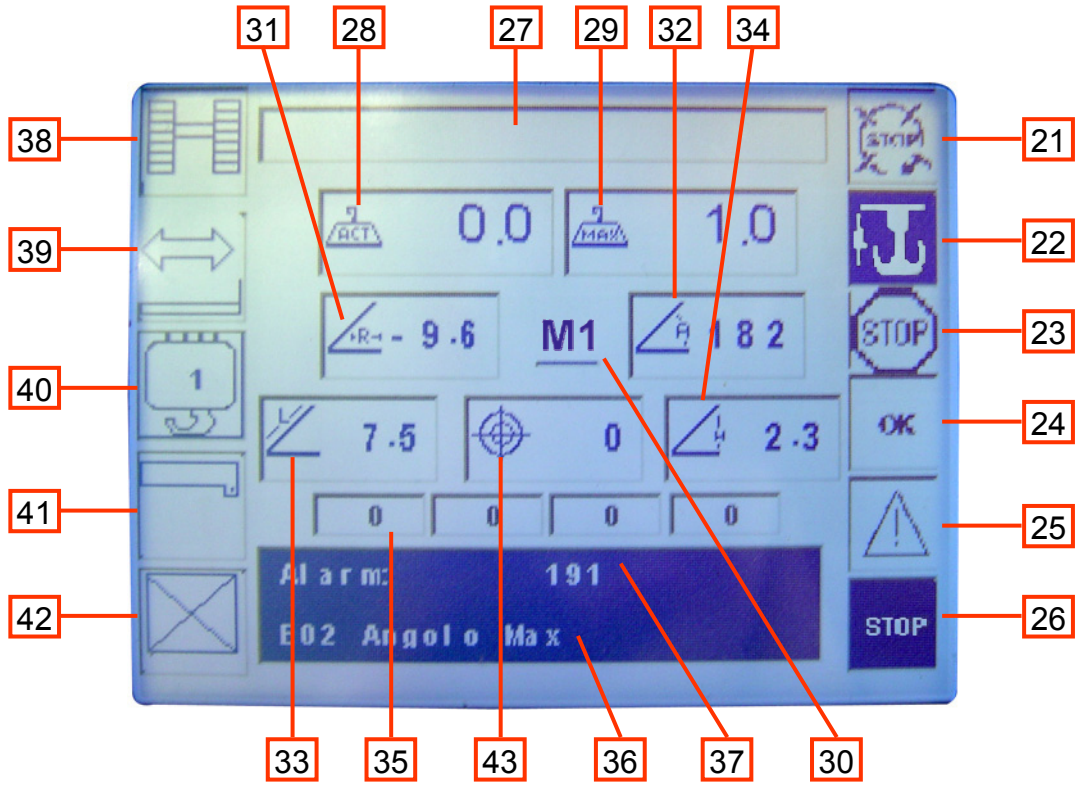 31 28 27 29 32 34
38
39
40
41
42
STOP
ACT 0.0
MAX 1.0
R - 9.6
M1
A 182
STOP
1
L 7.5
0
H 2.3
OK
0 0 0 0
Alarm: 191
E02 Angolo Max
STOP
21
22
23
24
25
26
33 35 43 36 37 30